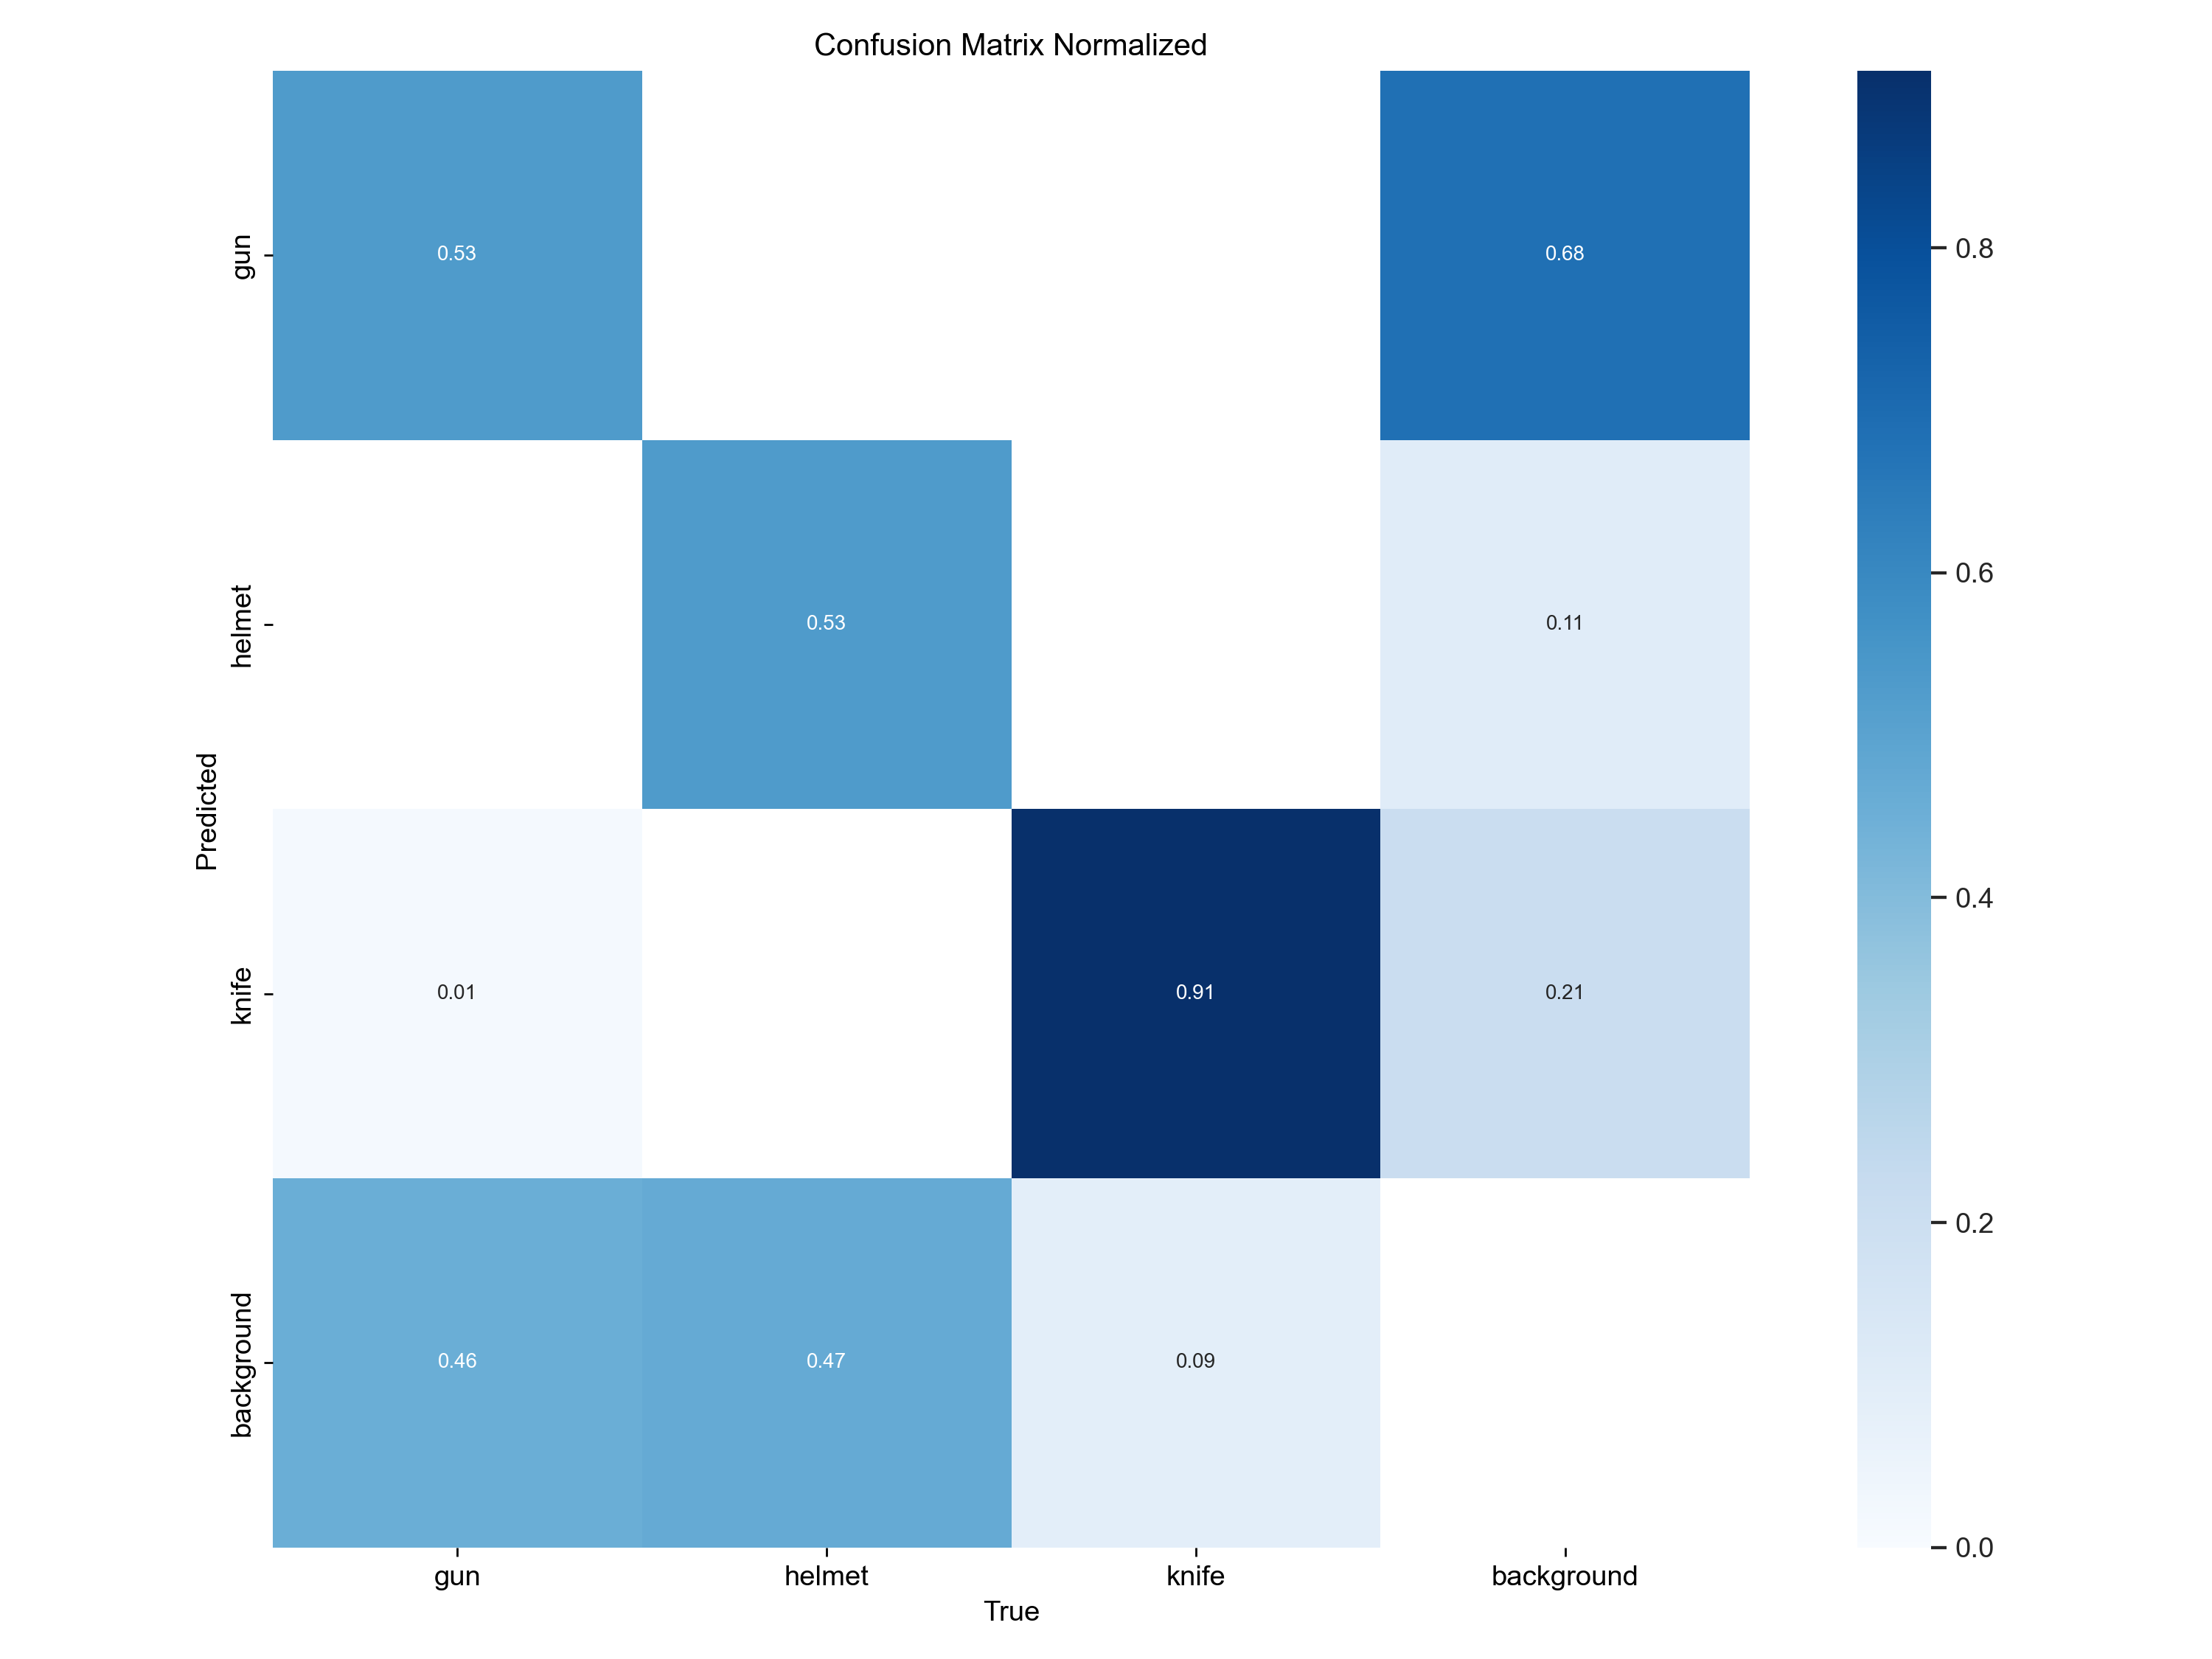 Confusion Matrix Normalized
gun
0.53
0.68
helmet
0.53
0.11
knife
0.01
0.91
0.21
background
0.46
0.47
0.09
Predicted
gun
helmet
knife
background
True
0.8
0.6
0.4
0.2
0.0